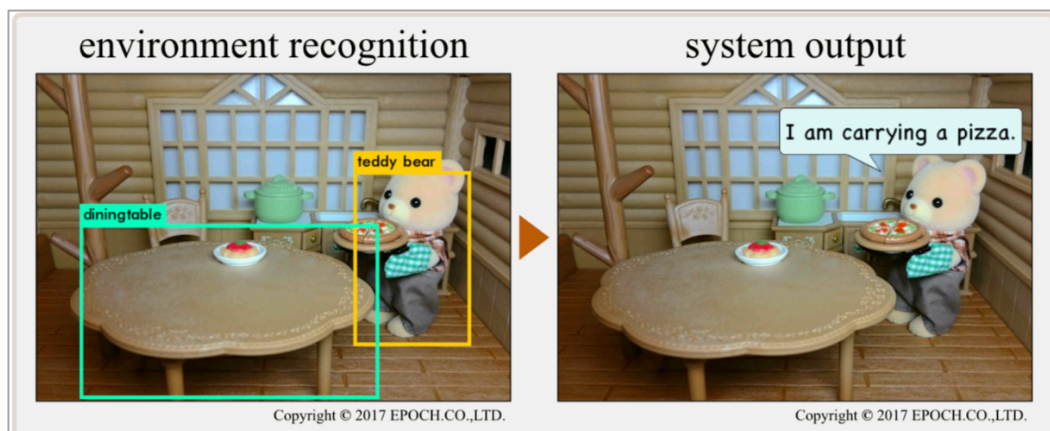 environment recognition
system output
teddy bear
diningtable
I am carrying a pizza.
Copyright © 2017 EPOCH.CO.,LTD.
Copyright © 2017 EPOCH.CO.,LTD.